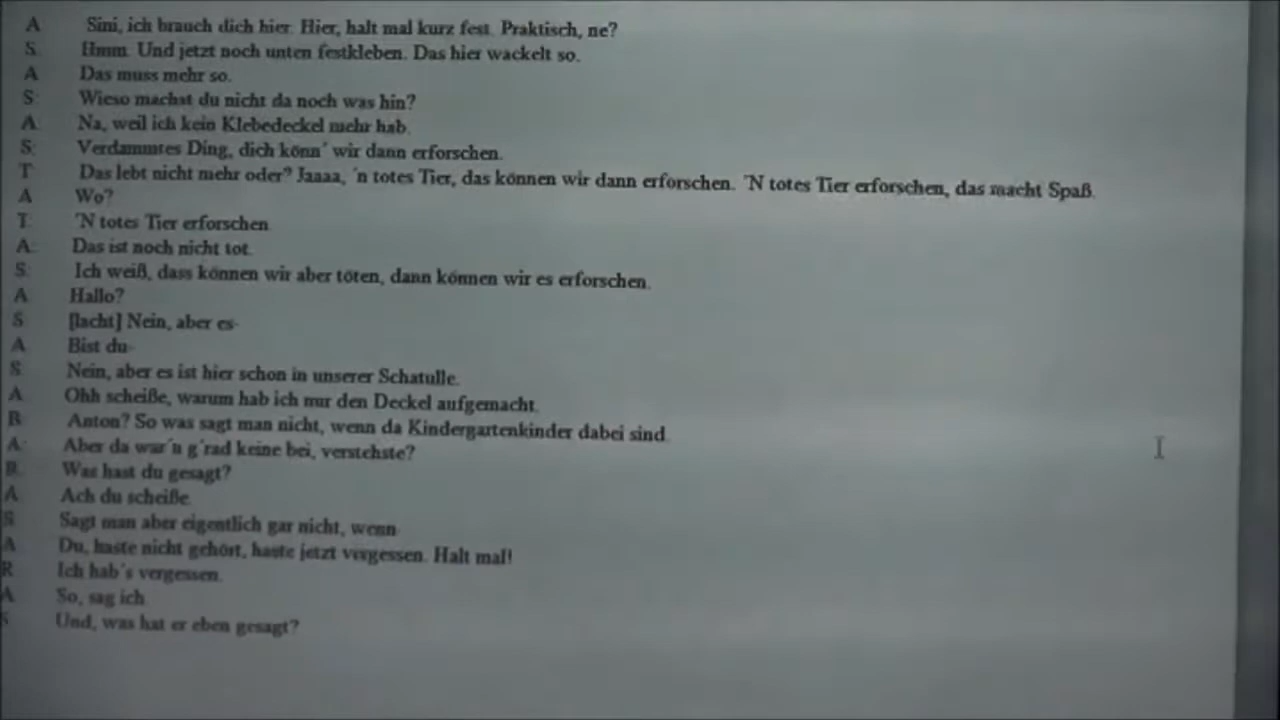 A: Sini, ich brauch dich hier. Hier, halt mal kurz fest. Praktisch, ne?
S: Hmm. Und jetzt noch unten festkleben. Das hier wackelt so.
A: Das muss mehr so.
S: Wieso machst du nicht da noch was hin?
A: Na, weil ich kein Klebedeckel mehr hab.
S: Verdammtes Ding, dich könn´ wir dann erforschen.
T: Das lebt nicht mehr oder? Jaaaa, ´n totes Tier, das können wir dann erforschen. ´N totes Tier erforschen, das macht Spaß.
A: Wo?
T: ´N totes Tier erforschen.
A: Das ist noch nicht tot.
S: Ich weiß, dass können wir aber töten, dann können wir es erforschen.
A: Hallo?
S: [lacht] Nein, aber es-
A: Bist du-
S: Nein, aber es ist hier schon in unserer Schatulle.
A: Ohh scheiße, warum hab ich nur den Deckel aufgemacht.
R: Anton? So was sagt man nicht, wenn da Kindergartenkinder dabei sind.
A: Aber da war´n g´rad keine bei, verstehste?
R: Was hast du gesagt?
A: Ach du scheiße.
S: Sagt man aber eigentlich gar nicht, wenn-
A: Du, haste nicht gehört, haste jetzt vergessen. Halt mal!
R: Ich hab´s vergessen.
A: So, sag ich
S: Und, was hat er eben gesagt?